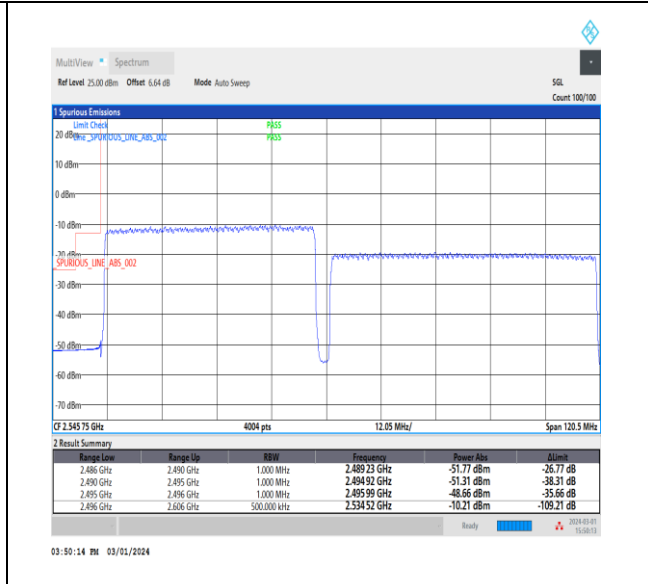 MultiView Spectrum
Ref Level 25.00 dBm Offset 6.64 dB Mode Auto Sweep SGL
Count 100/100
1 Spurious Emissions
Limit Check PASS
20 dBm Line _SPURIOUS_LINE_ABS_002 PASS
10 dBm
0 dBm
-10 dBm
-20 dBm
_SPURIOUS_LINE_ABS_002
-30 dBm
-40 dBm
-50 dBm
-60 dBm
-70 dBm
CF 2.545 75 GHz 4004 pts 12.05 MHz/ Span 120.5 MHz
2 Result Summary
Range Low Range Up RBW Frequency Power Abs ΔLimit
2.486 GHz 2.490 GHz 1.000 MHz 2.489 23 GHz -51.77 dBm -26.77 dB
2.490 GHz 2.495 GHz 1.000 MHz 2.494 92 GHz -51.31 dBm -38.31 dB
2.495 GHz 2.496 GHz 1.000 MHz 2.495 99 GHz -48.66 dBm -35.66 dB
2.496 GHz 2.606 GHz 500.000 kHz 2.534 52 GHz -10.21 dBm -109.21 dB
Ready 2024-03-01
15:50:13
03:50:14 PM 03/01/2024